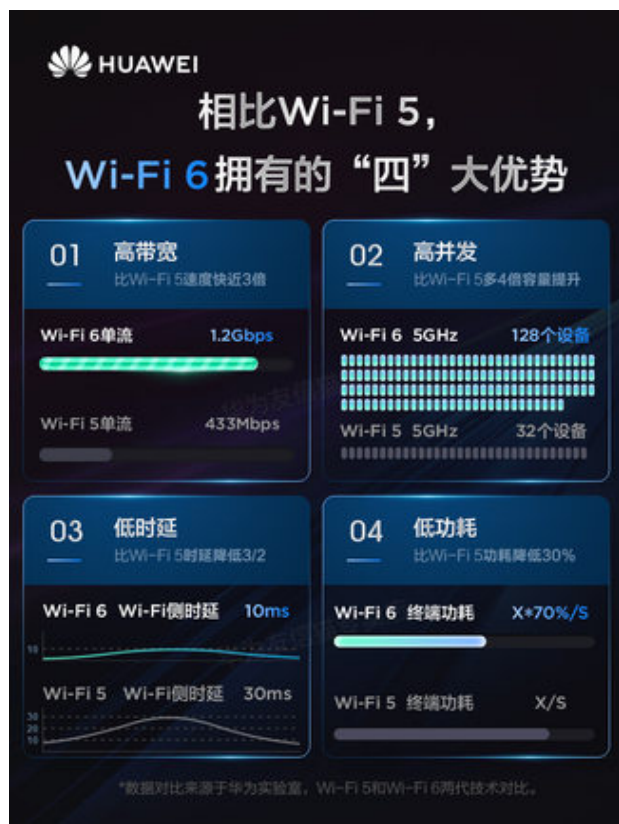 HUAWEI
相比Wi-Fi 5，
Wi-Fi 6拥有的“四”大优势
01 高带宽
比Wi-Fi 5速度快近3倍
Wi-Fi 6单流 1.2Gbps
Wi-Fi 5单流 433Mbps
02 高并发
比Wi-Fi 5多4倍容量提升
Wi-Fi 6 5GHz 128个设备
Wi-Fi 5 5GHz 32个设备
03 低时延
比Wi-Fi 5时延降低3/2
Wi-Fi 6 Wi-Fi侧时延 10ms
10
Wi-Fi 5 Wi-Fi侧时延 30ms
30
20
10
04 低功耗
比Wi-Fi 5功耗降低30%
Wi-Fi 6 终端功耗 X*70%/S
Wi-Fi 5 终端功耗 X/S
*数据对比来源于华为实验室，Wi-Fi 5和Wi-Fi 6两代技术对比。